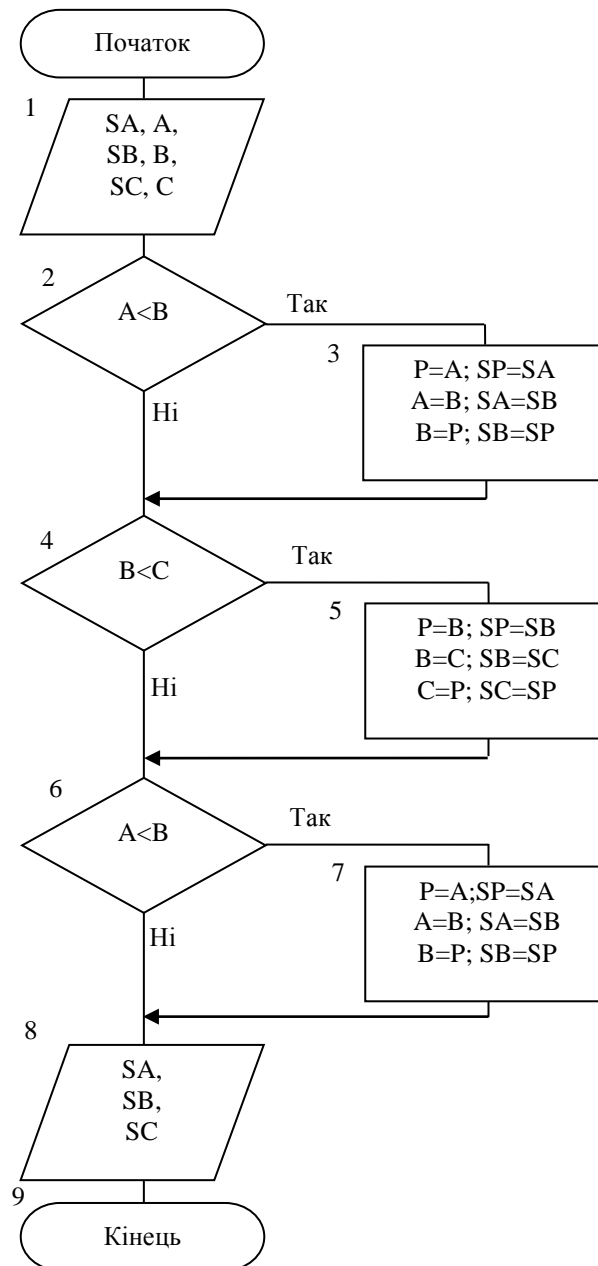 Початок
1
SA, A,
SB, B,
SC, C
2
A<B
Так
Ні
3
P=A; SP=SA
A=B; SA=SB
B=P; SB=SP
4
B<C
Так
Ні
5
P=B; SP=SB
B=C; SB=SC
C=P; SC=SP
6
A<B
Так
Ні
7
P=A;SP=SA
A=B; SA=SB
B=P; SB=SP
8
SA,
SB,
SC
9
Кінець